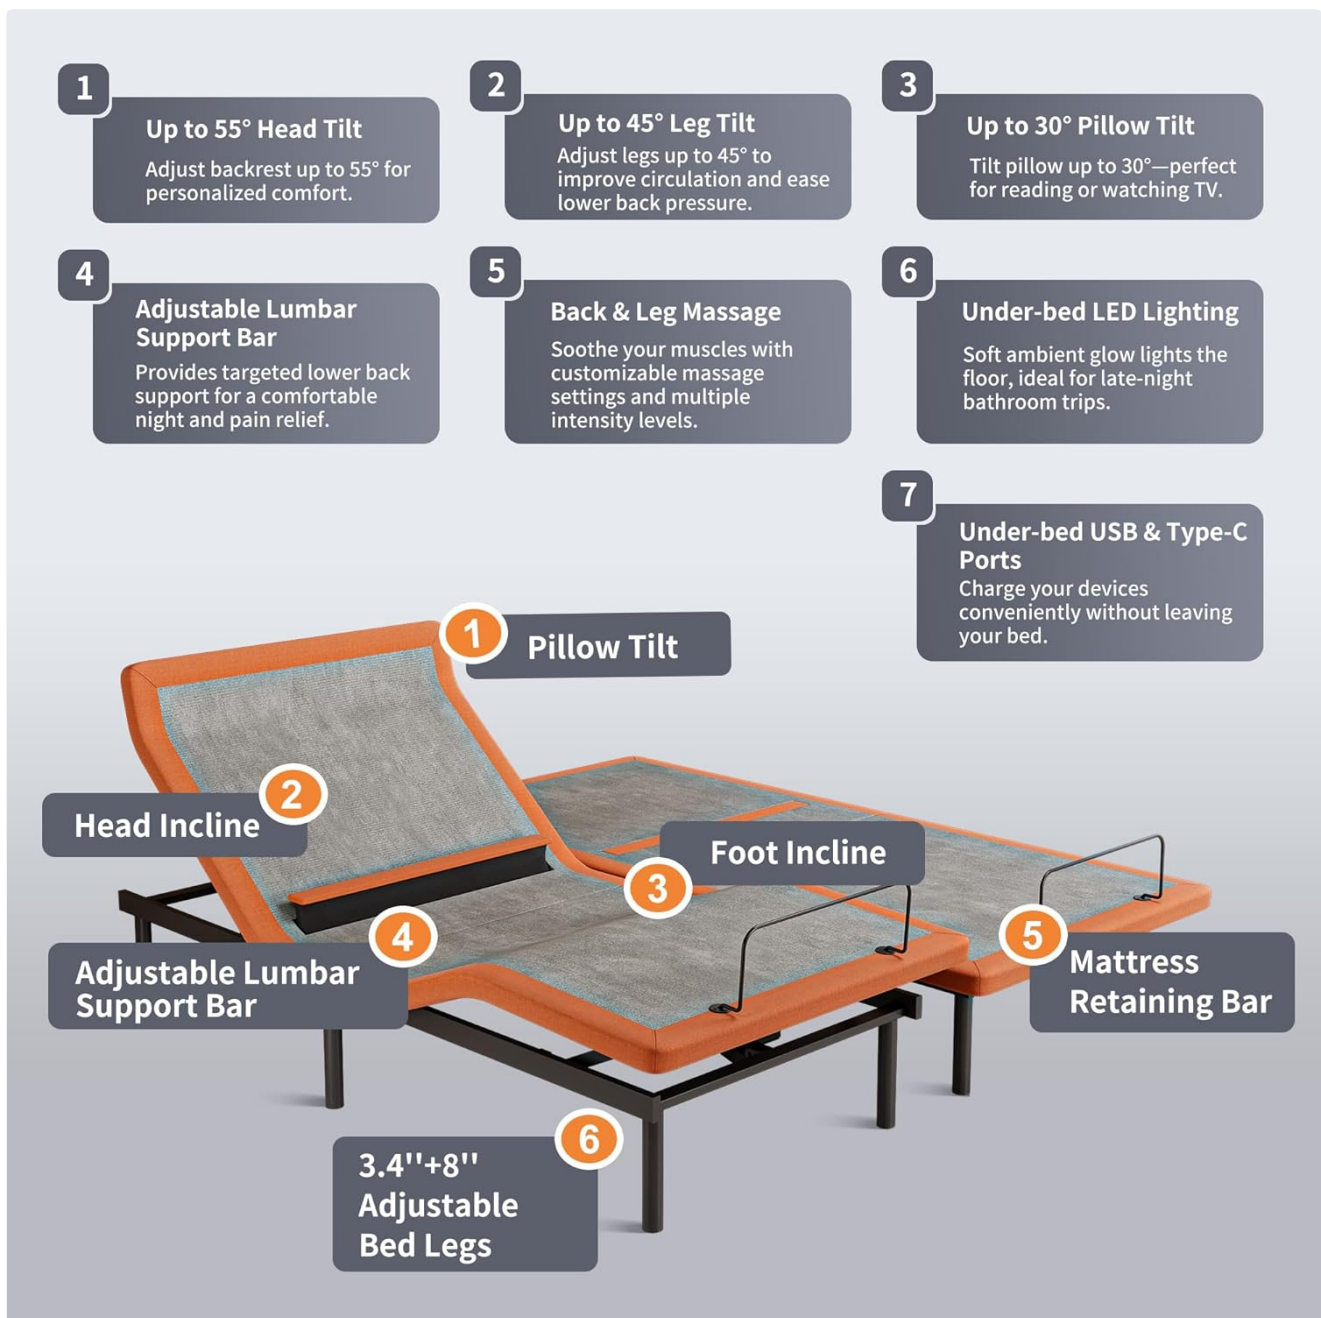 1
Up to 55° Head Tilt
Adjust backrest up to 55° for
personalized comfort.
2
Up to 45° Leg Tilt
Adjust legs up to 45° to
improve circulation and ease
lower back pressure.
3
Up to 30° Pillow Tilt
Tilt pillow up to 30°—perfect
for reading or watching TV.
4
Adjustable Lumbar
Support Bar
Provides targeted lower back
support for a comfortable
night and pain relief.
5
Back & Leg Massage
Soothe your muscles with
customizable massage
settings and multiple
intensity levels.
6
Under-bed LED Lighting
Soft ambient glow lights the
floor, ideal for late-night
bathroom trips.
7
Under-bed USB & Type-C
Ports
Charge your devices
conveniently without leaving
your bed.
1
Pillow Tilt
2
Head Incline
3
Foot Incline
4
Adjustable Lumbar
Support Bar
5
Mattress
Retaining Bar
6
3.4''+8''
Adjustable
Bed Legs